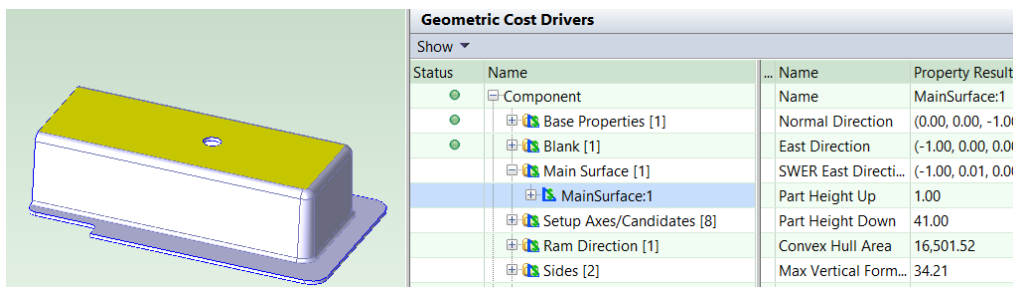 Geometric Cost Drivers
Show
Status Name ... Name Property Result
Component Name MainSurface:1
Base Properties [1] Normal Direction (0.00, 0.00, -1.00
Blank [1] East Direction (-1.00, 0.00, 0.00
Main Surface [1] SWER East Directi... (-1.00, 0.01, 0.00
MainSurface:1 Part Height Up 1.00
Setup Axes/Candidates [8] Part Height Down 41.00
Ram Direction [1] Convex Hull Area 16,501.52
Sides [2] Max Vertical Form... 34.21